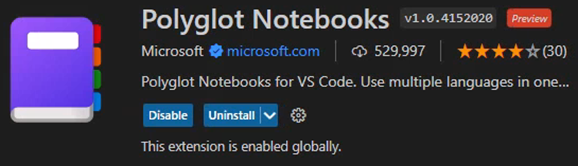 Polyglot Notebooks v1.0.4152020 Preview
Microsoft microsoft.com 529,997 (30)
Polyglot Notebooks for VS Code. Use multiple languages in one...
Disable Uninstall
This extension is enabled globally.